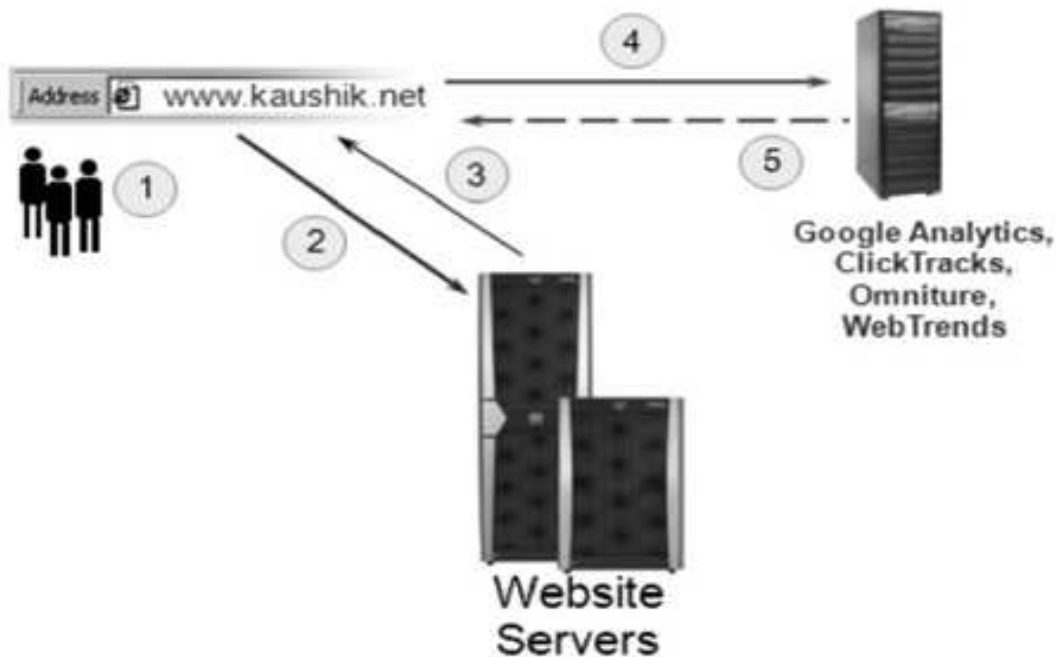 4
Address www.kaushik.net
5
1
3
2
Google Analytics,
ClickTracks,
Omniture,
WebTrends
Website
Servers